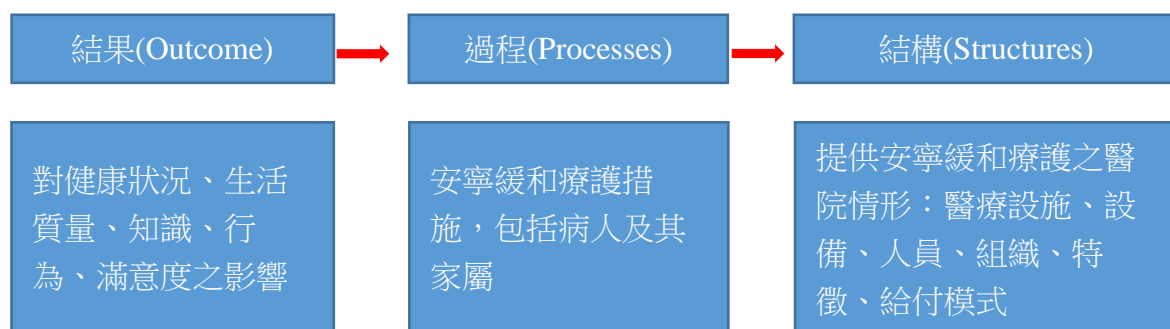 結果(Outcome)
過程(Processes)
結構(Structures)
對健康狀況、生活
質量、知識、行
為、滿意度之影響
安寧緩和療護措
施，包括病人及其
家屬
提供安寧緩和療護之醫
院情形：醫療設施、設
備、人員、組織、特
徵、給付模式